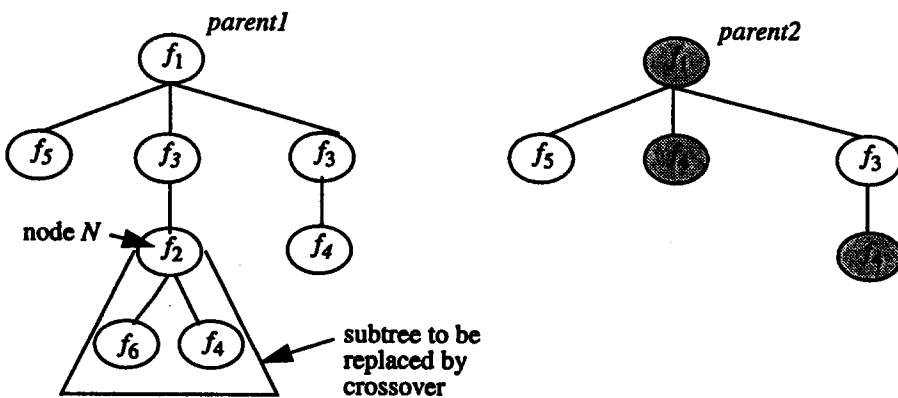 parent1
parent2
f1
f1
f5
f3
f3
f5
f3
node N
f2
f4
f6
f4
subtree to be
replaced by
crossover